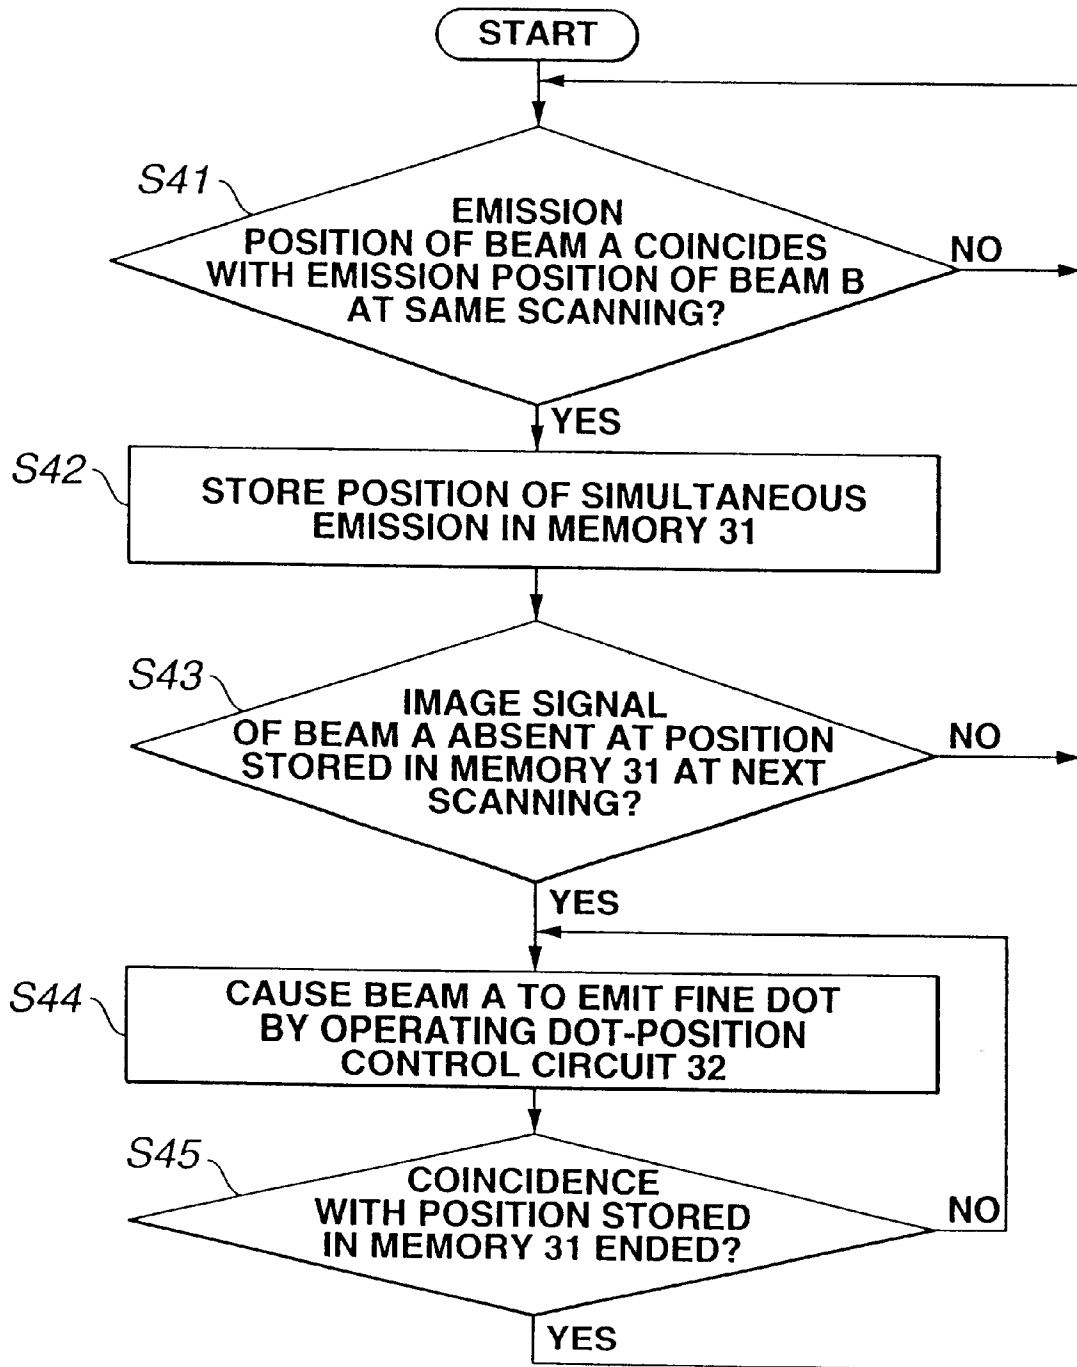 START
S41
EMISSION
POSITION OF BEAM A COINCIDES
WITH EMISSION POSITION OF BEAM B
AT SAME SCANNING?
NO
YES
S42
STORE POSITION OF SIMULTANEOUS
EMISSION IN MEMORY 31
S43
IMAGE SIGNAL
OF BEAM A ABSENT AT POSITION
STORED IN MEMORY 31 AT NEXT
SCANNING?
NO
YES
S44
CAUSE BEAM A TO EMIT FINE DOT
BY OPERATING DOT-POSITION
CONTROL CIRCUIT 32
S45
COINCIDENCE
WITH POSITION STORED
IN MEMORY 31 ENDED?
NO
YES